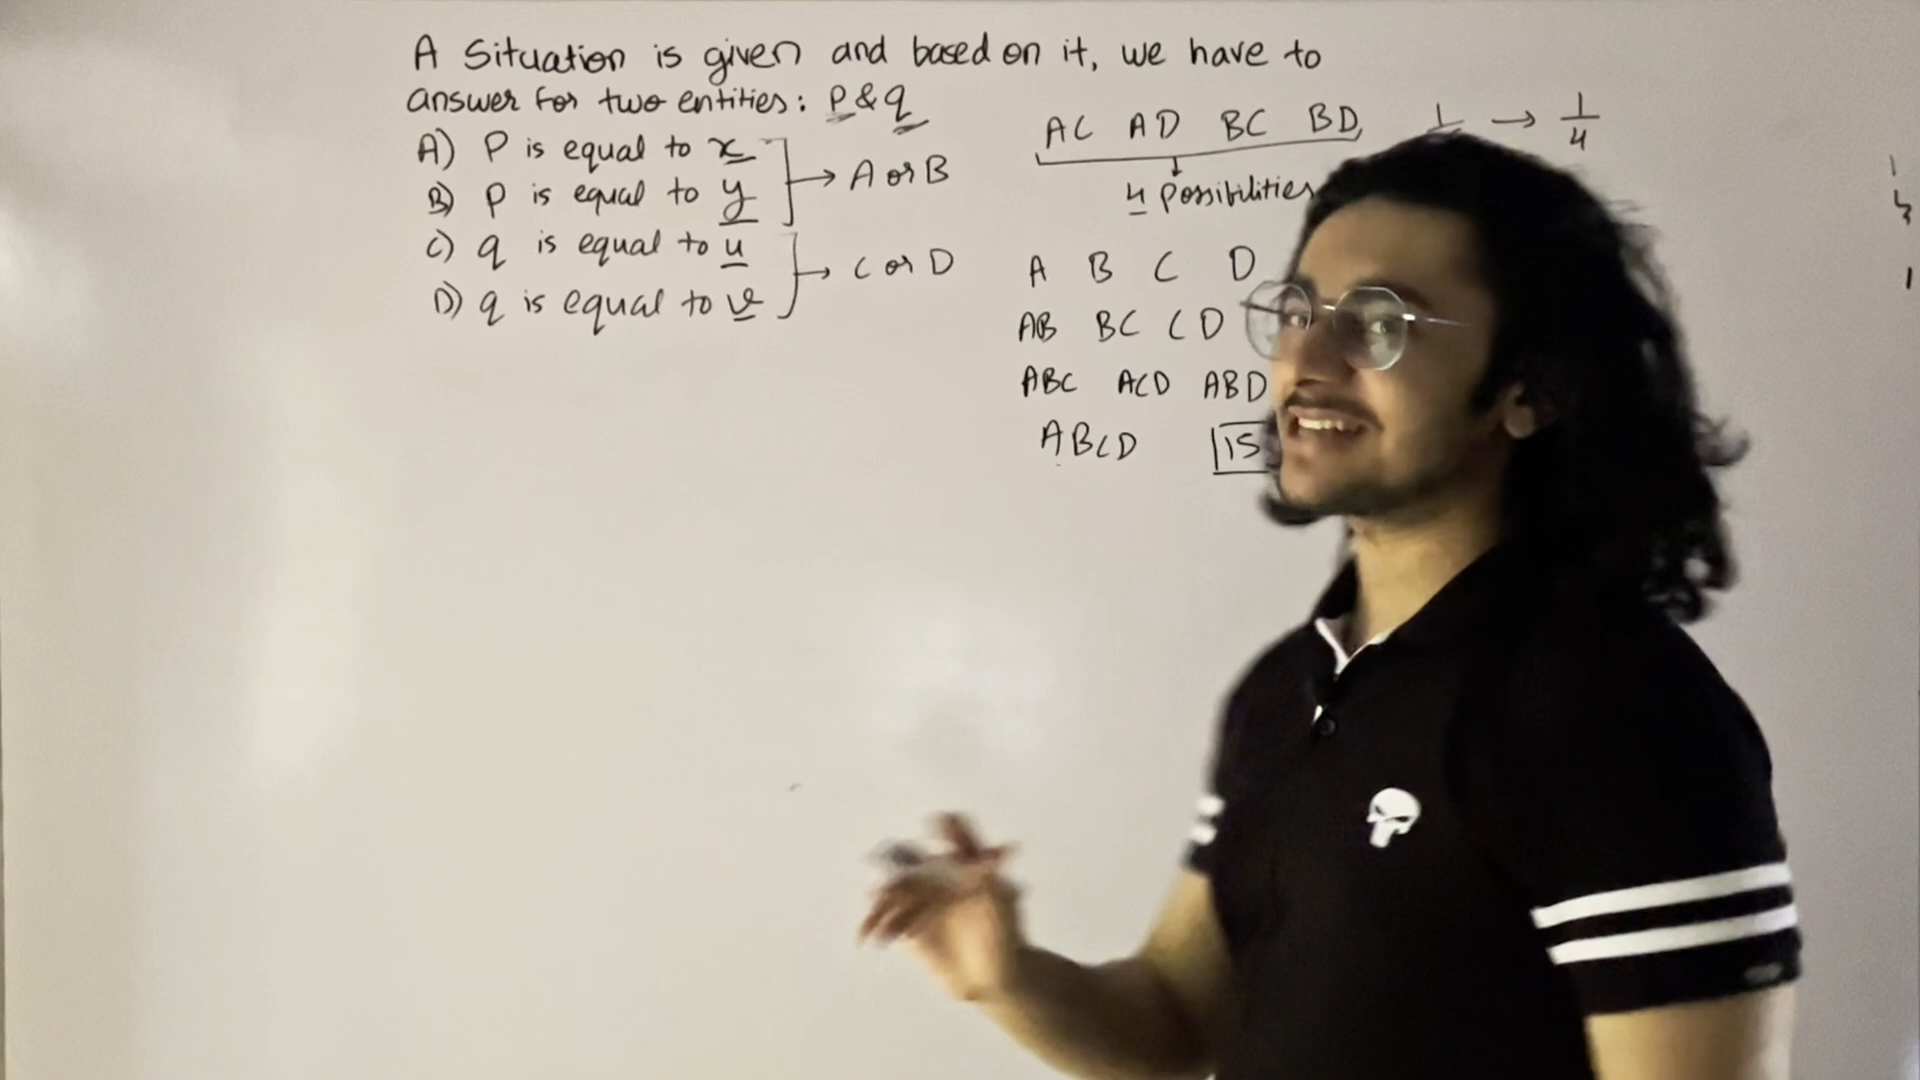 A Situation is given and based on it, we have to
answer for two entities: P & q
A) P is equal to x
B) P is equal to y
→ A or B
C) q is equal to u
D) q is equal to v
→ C or D
AC AD BC BD
→ 1/4
4 Possibilities
A B C D
AB BC CD
ABC ACD ABD
ABCD 15